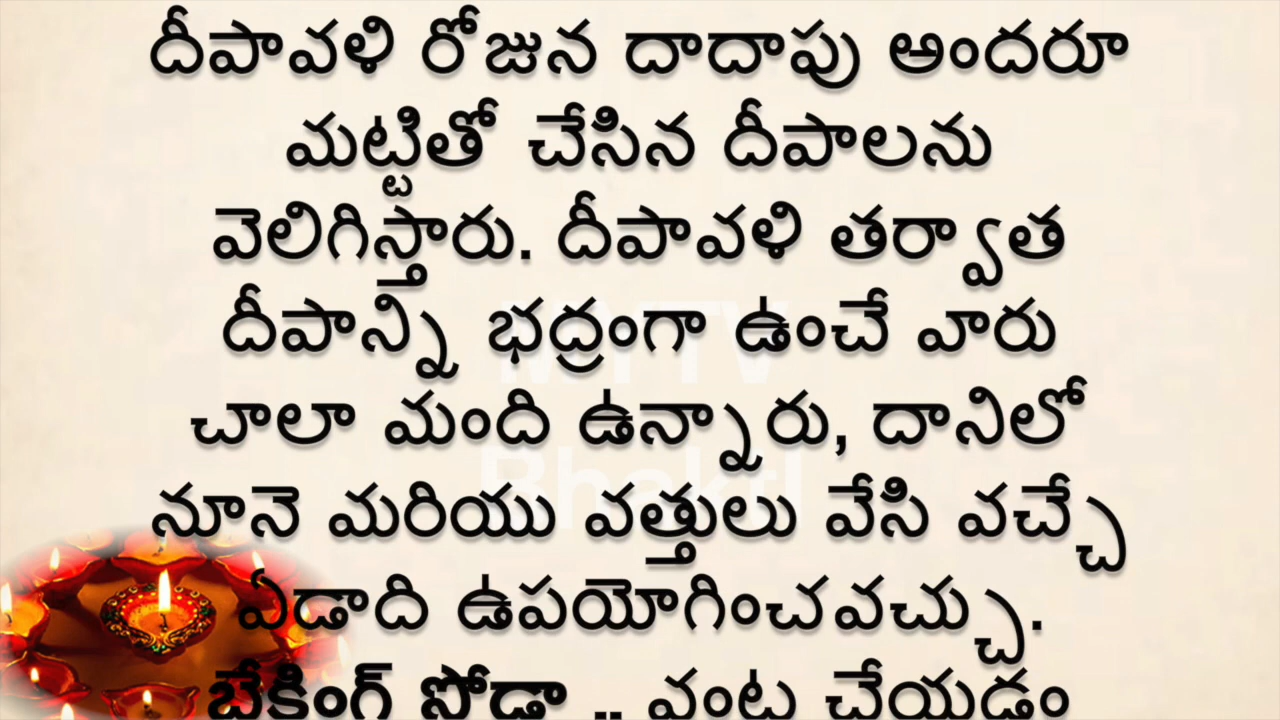 దీపావళి రోజున దాదాపు అందరూ
మట్టితో చేసిన దీపాలను
వెలిగిస్తారు. దీపావళి తర్వాత
దీపాన్ని భద్రంగా ఉంచే వారు
చాలా మంది ఉన్నారు, దానిలో
నూనె మరియు వత్తులు వేసి వచ్చే
ఏడాది ఉపయోగించవచ్చు.
బేకింగ్ సోడా .. వంట చేయడం